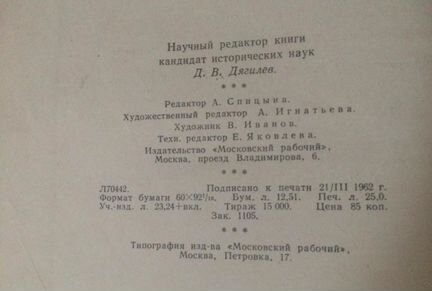 Научный редактор книги
кандидат исторических наук
Д. В. Дягилев.
* * *
Редактор А. Спицына.
Художественный редактор А. Игнатьева.
Художник В. Иванов.
Техн. редактор Е. Яковлева.
Издательство «Московский рабочий»,
Москва, проезд Владимирова, 6.
* * *
Л70442. Подписано к печати 21/III 1962 г.
Формат бумаги 60×92¹/₁₆. Бум. л. 12,51. Печ. л. 25,0.
Уч.-изд. л. 23,24+вкл. Тираж 15 000. Цена 85 коп.
Зак. 1105.
* * *
Типография изд-ва «Московский рабочий»,
Москва, Петровка, 17.